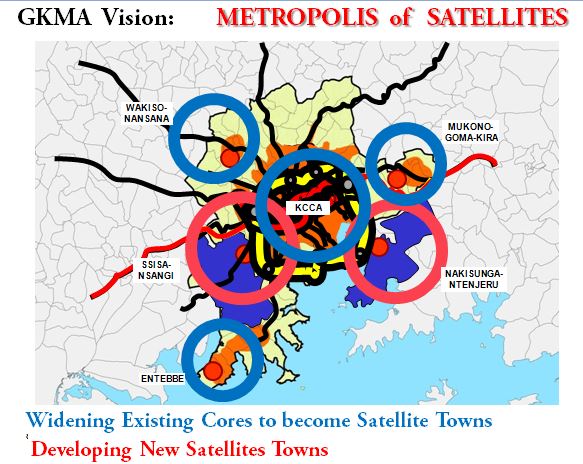 GKMA Vision: METROPOLIS of SATELLITES
WAKISO-
NANSANA
MUKONO-
GOMA-KIRA
KCCA
SSISA-
NSANGI
NAKISUNGA-
NTENJERU
ENTEBBE
Widening Existing Cores to become Satellite Towns
Developing New Satellites Towns